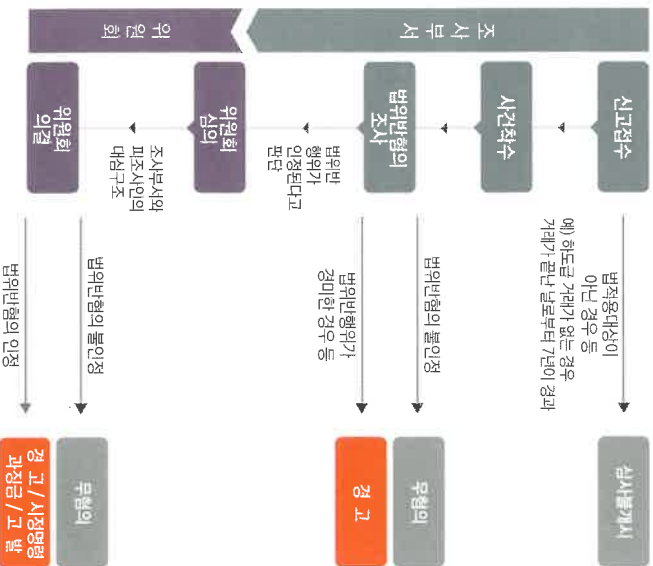 조사부서
위원회
신고접수
법적용대상이
아닌 경우 등
예) 하도급 거래가 없는 경우
거래가 끝난 날로부터 7년이 경과
심사불개시
사건착수
법위반혐의
조사
법위반혐의 불인정
무혐의
법위반행위가
경미한 경우 등
경 고
법위반
행위가
인정된다고
판단
위원회
심의
조사부서와
피조사인의
대심구조
위원회
의결
법위반혐의 불인정
무혐의
법위반혐의 인정
경 고 / 시정명령
과징금 / 고 발